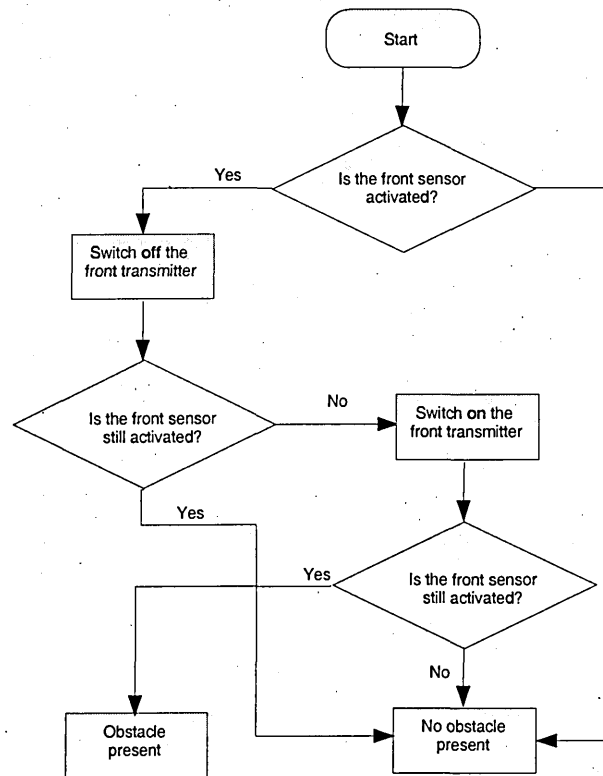 Start
Is the front sensor
activated?
Yes
Switch off the
front transmitter
Is the front sensor
still activated?
No
Switch on the
front transmitter
Yes
Yes
Is the front sensor
still activated?
No
Obstacle
present
No obstacle
present